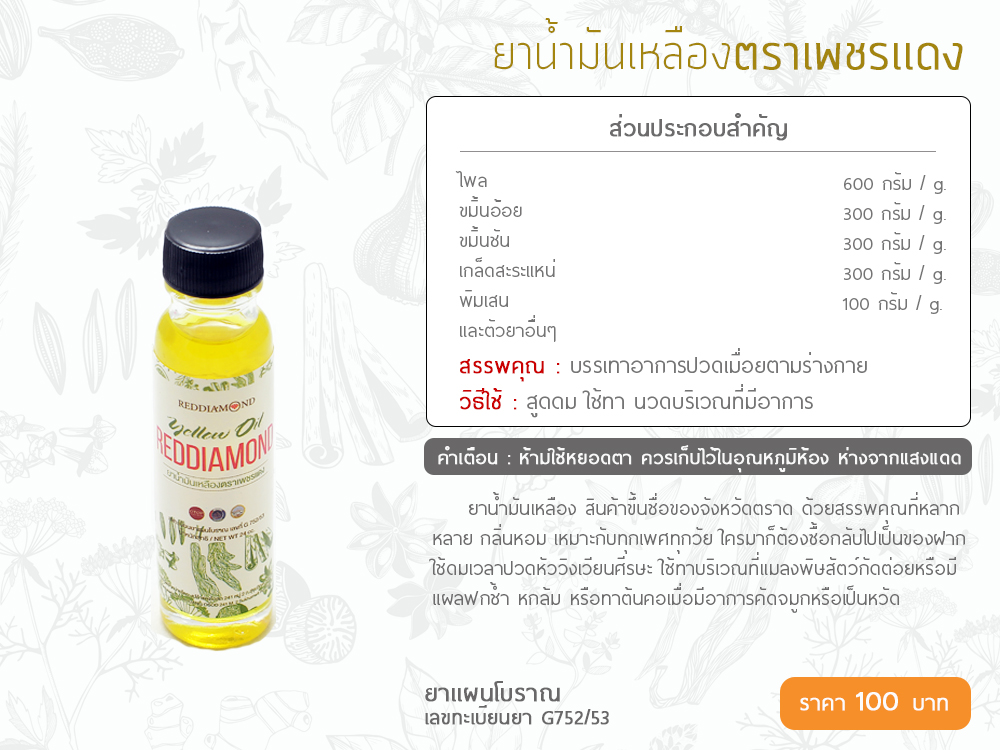 ยาน้ำมันเหลืองตราเพชรแดง
ส่วนประกอบสำคัญ
ไพล 600 กรัม / g.
ขมิ้นอ้อย 300 กรัม / g.
ขมิ้นชัน 300 กรัม / g.
เกล็ดสะระแหน่ 300 กรัม / g.
พิมเสน 100 กรัม / g.
และตัวยาอื่นๆ
สรรพคุณ : บรรเทาอาการปวดเมื่อยตามร่างกาย
วิธีใช้ : สูดดม ใช้ทา นวดบริเวณที่มีอาการ
คำเตือน : ห้ามใช้หยอดตา ควรเก็บไว้ในอุณหภูมิห้อง ห่างจากแสงแดด
ยาน้ำมันเหลือง สินค้าขึ้นชื่อของจังหวัดตราด ด้วยสรรพคุณที่หลาก
หลาย กลิ่นหอม เหมาะกับทุกเพศทุกวัย ใครมาก็ต้องซื้อกลับไปเป็นของฝาก
ใช้ดมเวลาปวดหัววิงเวียนศีรษะ ใช้ทาบริเวณที่แมลงพิษสัตว์กัดต่อยหรือมี
แผลฟกช้ำ หกล้ม หรือทาต้นคอเมื่อมีอาการคัดจมูกหรือเป็นหวัด
ยาแผนโบราณ
เลขทะเบียนยา G752/53
ราคา 100 บาท
REDDIAMOND
Yellow Oil
REDDIAMOND
ยาน้ำมันเหลืองตราเพชรแดง